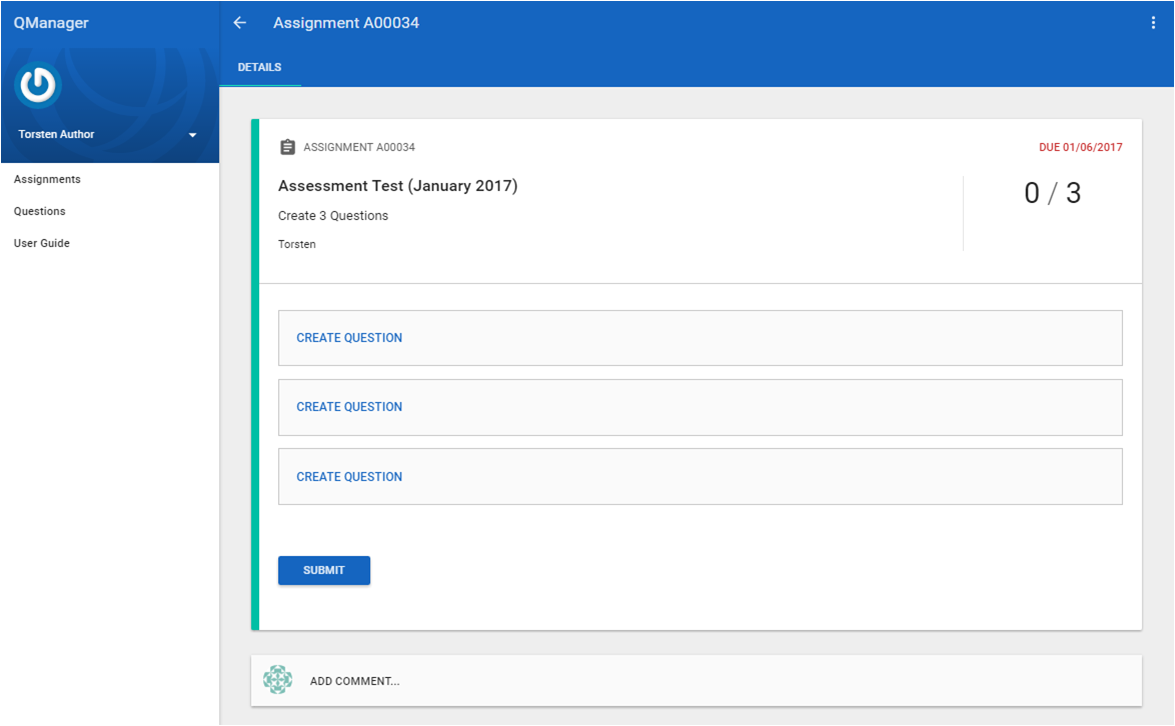 QManager
Torsten Author
Assignments
Questions
User Guide
Assignment A00034
DETAILS
ASSIGNMENT A00034
DUE 01/06/2017
Assessment Test (January 2017)
0 / 3
Create 3 Questions
Torsten
CREATE QUESTION
CREATE QUESTION
CREATE QUESTION
SUBMIT
ADD COMMENT...